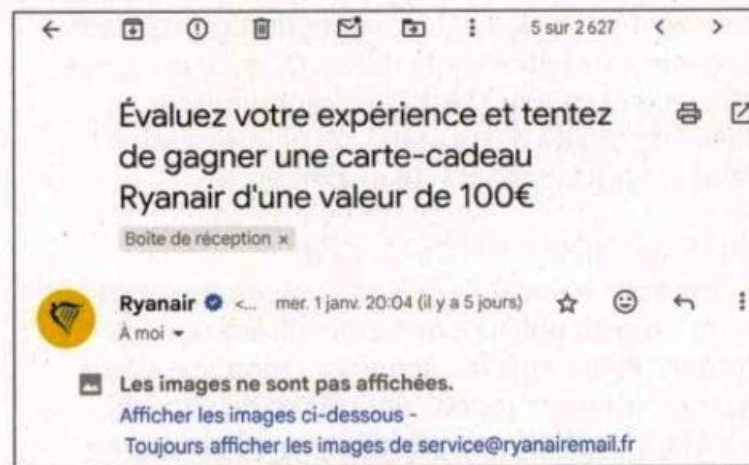 5 sur 2 627
Évaluez votre expérience et tentez
de gagner une carte-cadeau
Ryanair d'une valeur de 100€
Boîte de réception ×
Ryanair <... mer. 1 janv. 20:04 (il y a 5 jours)
À moi
Les images ne sont pas affichées.
Afficher les images ci-dessous -
Toujours afficher les images de service@ryanairemail.fr